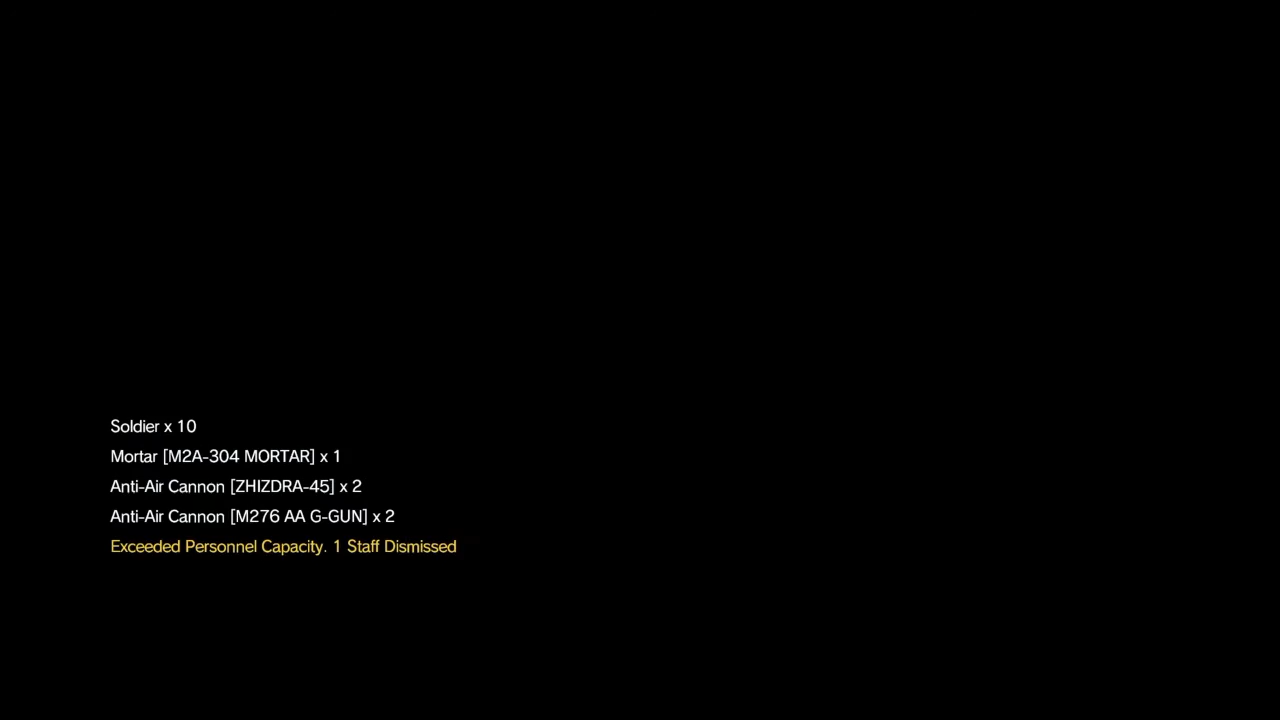 Soldier x 10
Mortar [M2A-304 MORTAR] x 1
Anti-Air Cannon [ZHIZDRA-45] x 2
Anti-Air Cannon [M276 AA G-GUN] x 2
Exceeded Personnel Capacity. 1 Staff Dismissed